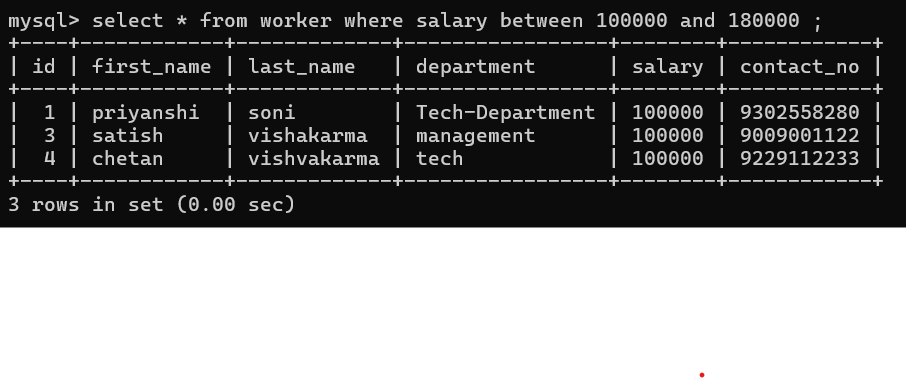 mysql> select * from worker where salary between 100000 and 180000 ;
+----+------------+-------------+-----------------+--------+------------+
| id | first_name | last_name   | department      | salary | contact_no |
+----+------------+-------------+-----------------+--------+------------+
|  1 | priyanshi  | soni        | Tech-Department | 100000 | 9302558280 |
|  3 | satish     | vishakarma  | management      | 100000 | 9009001122 |
|  4 | chetan     | vishvakarma | tech            | 100000 | 9229112233 |
+----+------------+-------------+-----------------+--------+------------+
3 rows in set (0.00 sec)